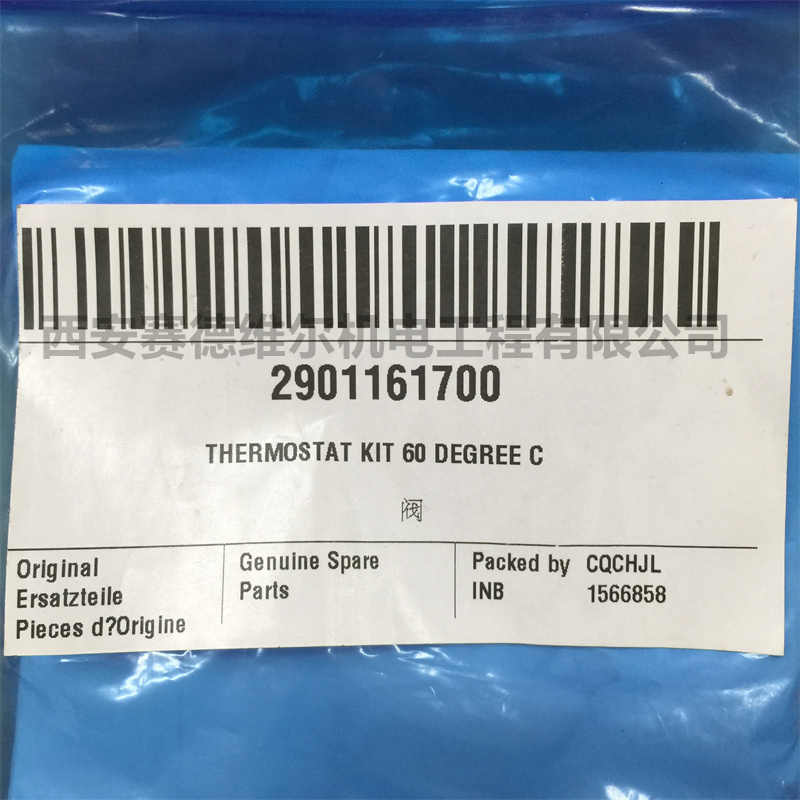 西安赛德维尔机电工程有限公司
2901161700
THERMOSTAT KIT 60 DEGREE C
阀
Original
Ersatzteile
Pieces d?Origine
Genuine Spare
Parts
Packed by CQCHJL
INB 1566858